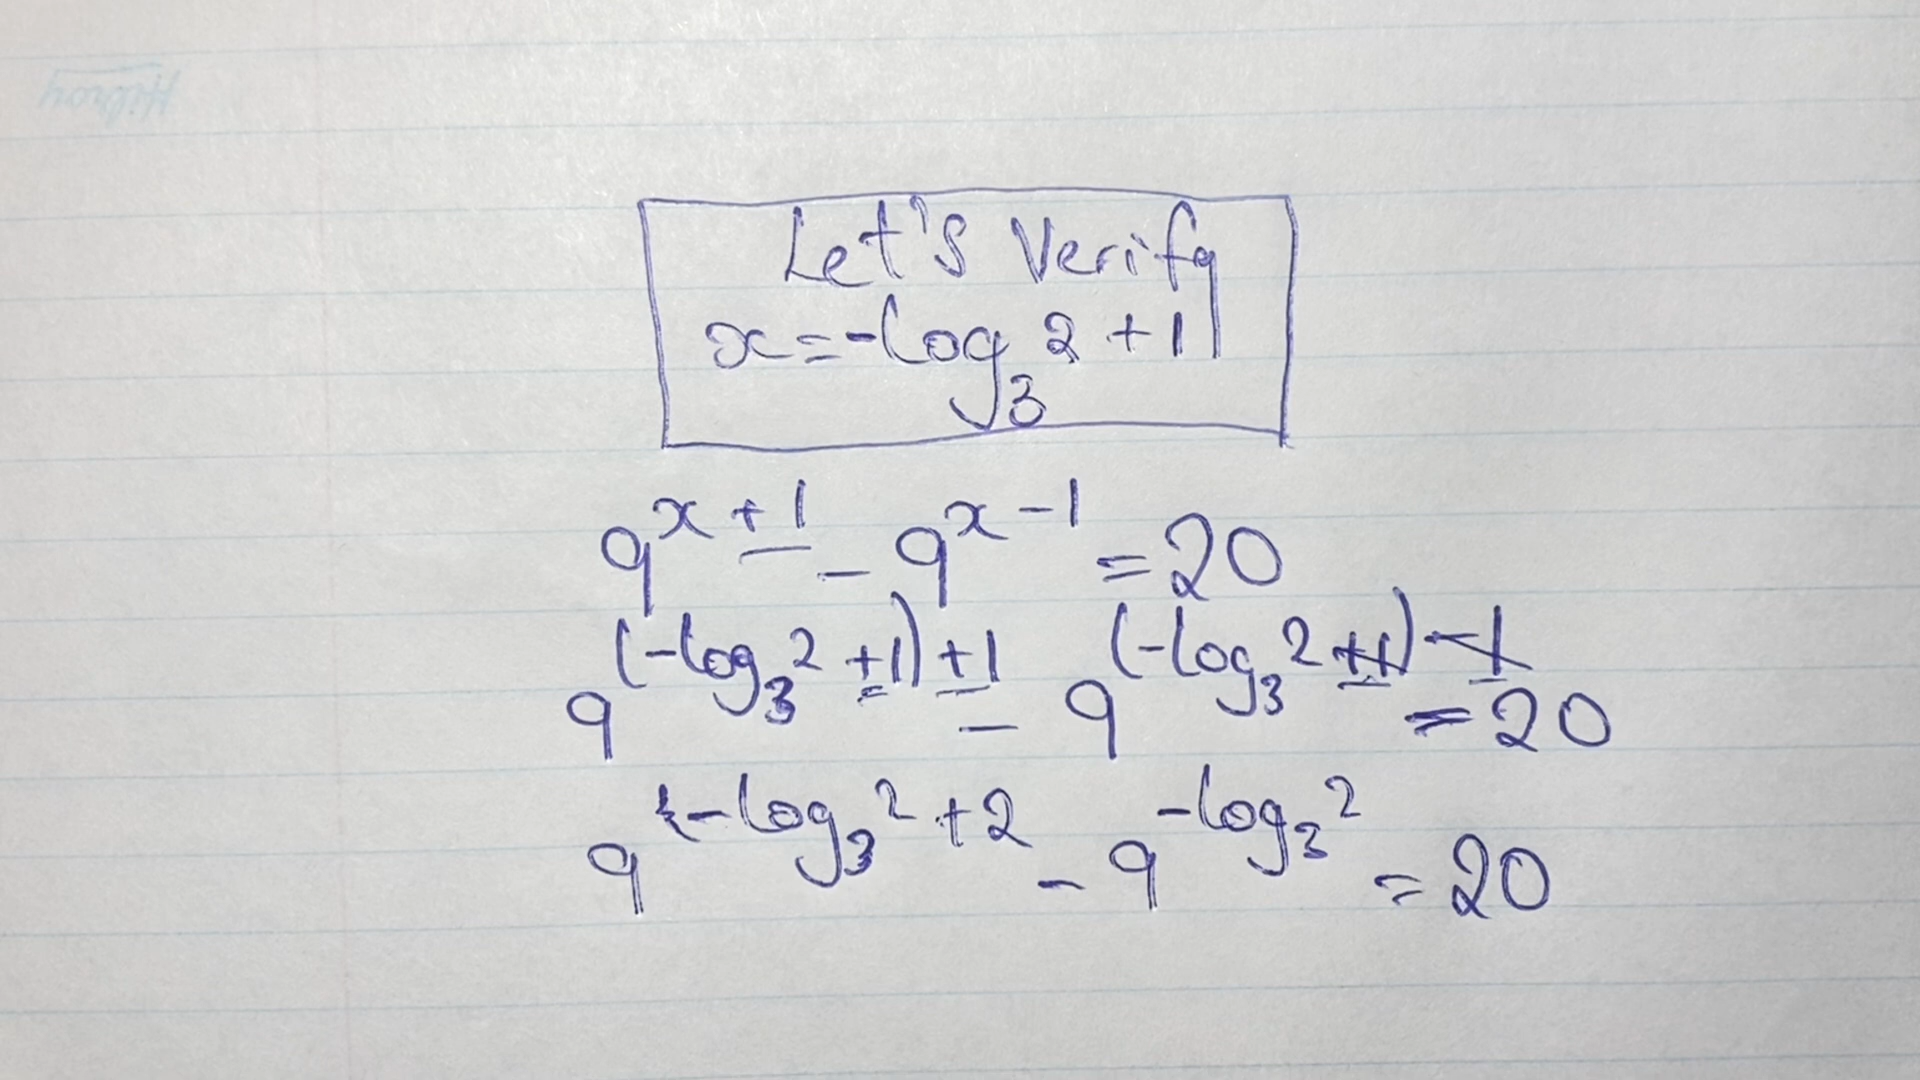 Hilroy
Let's Verify
x = -log₃ 2 + 1
9^(x+1) - 9^(x-1) = 20
9^((-log₃ 2 + 1) + 1) - 9^((-log₃ 2 + 1) - 1) = 20
9^(-log₃ 2 + 2) - 9^(-log₃ 2) = 20